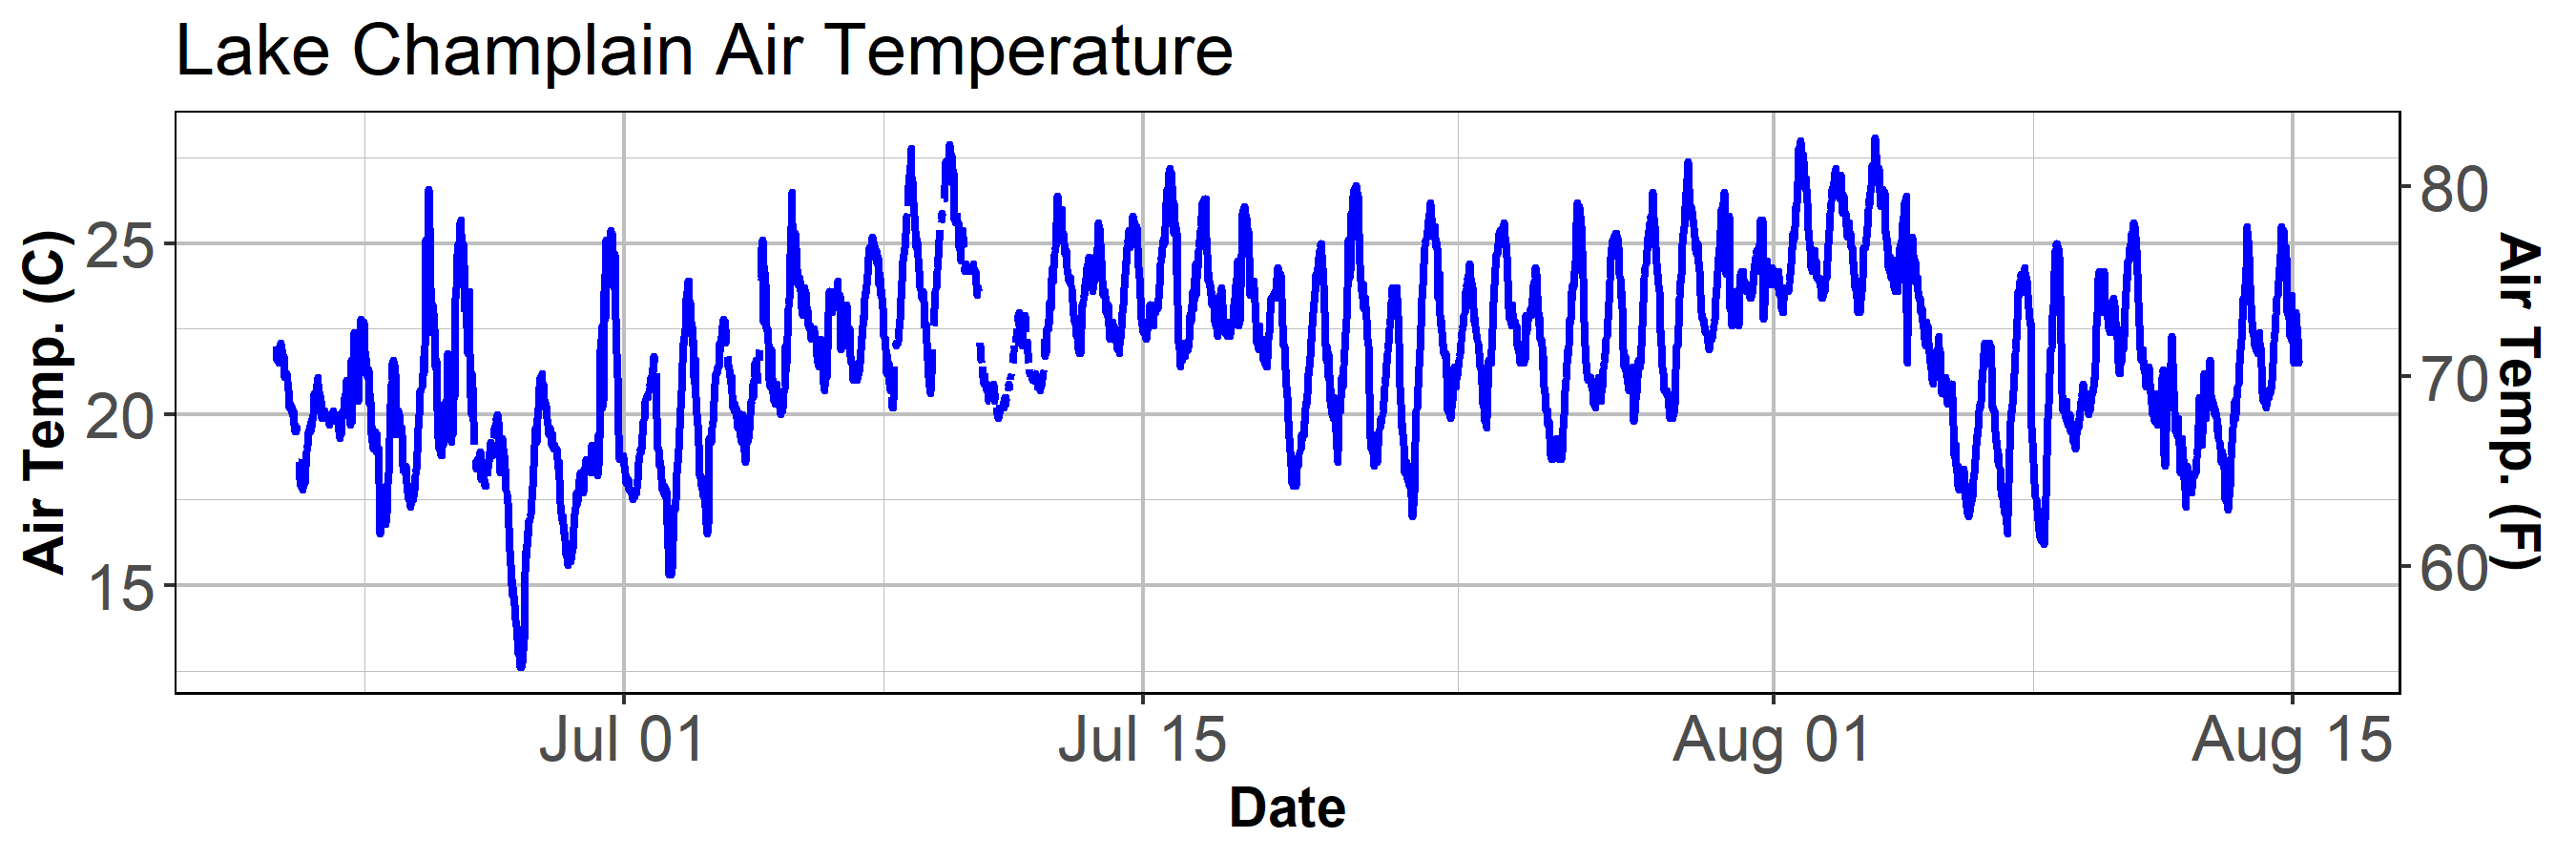 Lake Champlain Air Temperature
Air Temp. (C)
25
20
15
80
70
60
Air Temp. (F)
Jul 01
Jul 15
Aug 01
Aug 15
Date